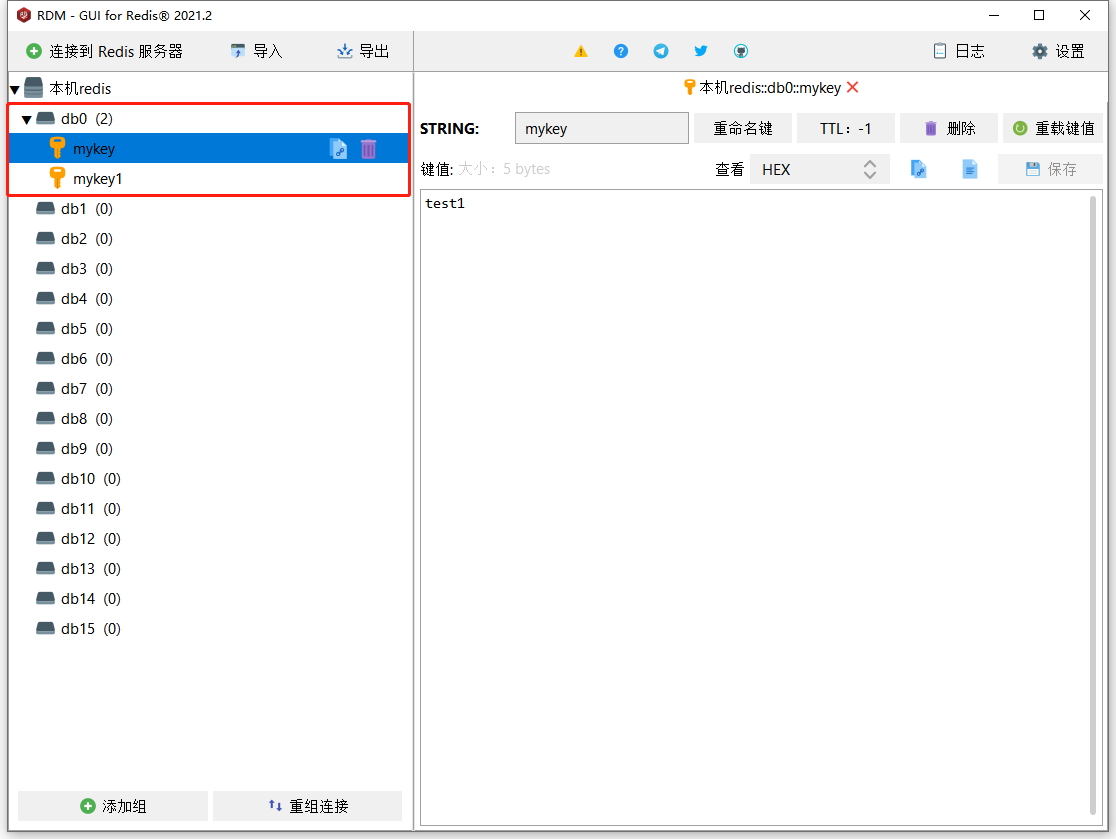 RDM - GUI for Redis® 2021.2
连接到 Redis 服务器 导入 导出 日志 设置
本机redis
db0 (2)
mykey
mykey1
db1 (0)
db2 (0)
db3 (0)
db4 (0)
db5 (0)
db6 (0)
db7 (0)
db8 (0)
db9 (0)
db10 (0)
db11 (0)
db12 (0)
db13 (0)
db14 (0)
db15 (0)
添加组 重组连接
本机redis::db0::mykey
STRING: mykey 重命名键 TTL：-1 删除 重载键值
键值: 大小：5 bytes 查看 HEX 保存
test1